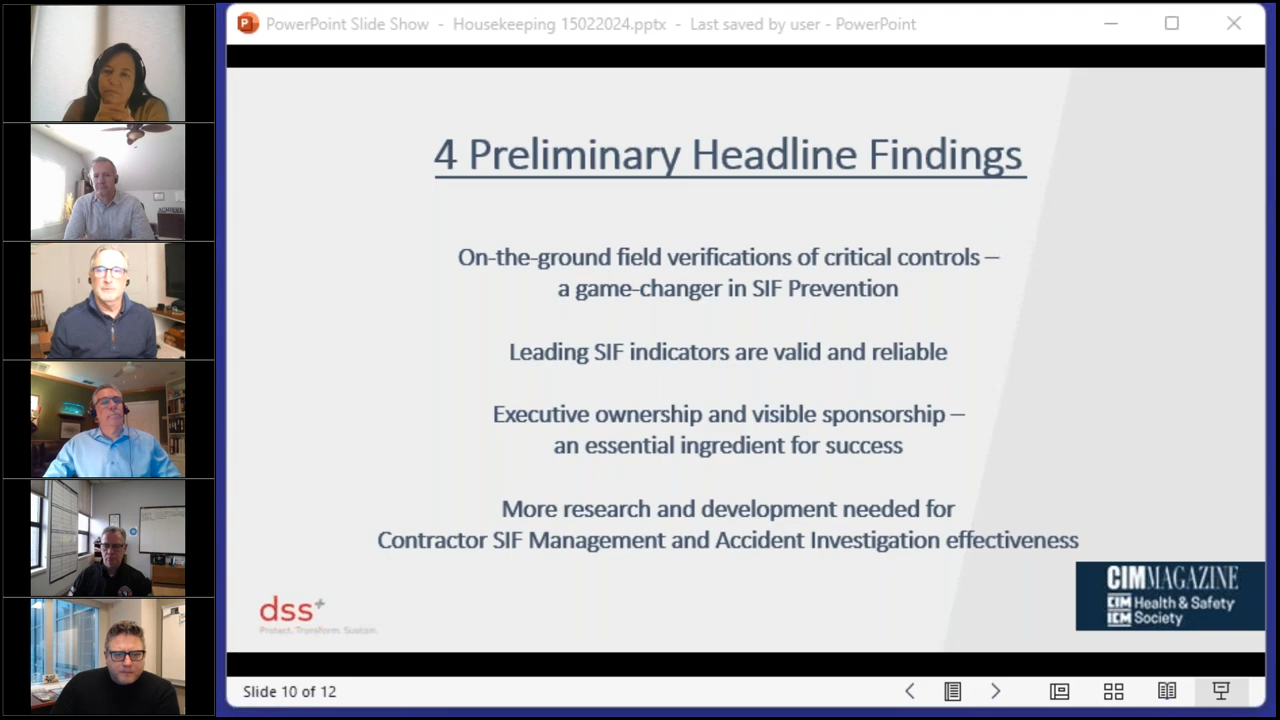 PowerPoint Slide Show - Housekeeping 15022024.pptx - Last saved by user - PowerPoint
4 Preliminary Headline Findings
On-the-ground field verifications of critical controls –
a game-changer in SIF Prevention
Leading SIF indicators are valid and reliable
Executive ownership and visible sponsorship –
an essential ingredient for success
More research and development needed for
Contractor SIF Management and Accident Investigation effectiveness
dss+
Protect. Transform. Sustain.
CIM MAGAZINE
CIM Health & Safety
ICM Society
Slide 10 of 12